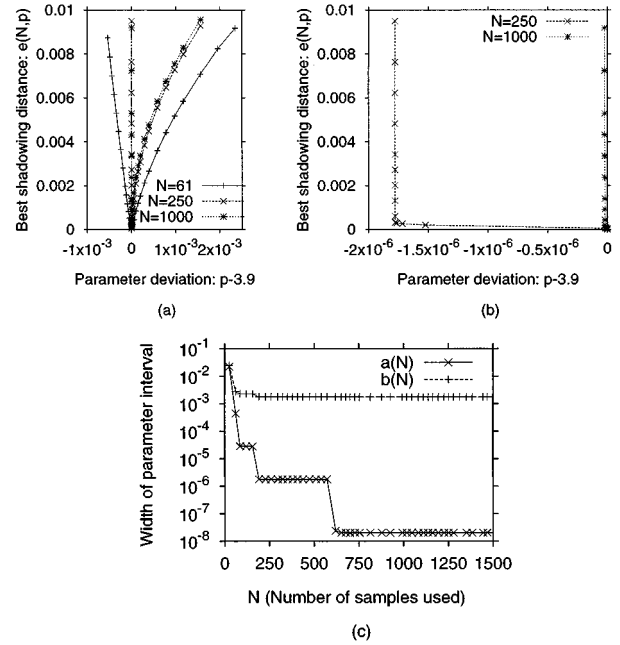 Best shadowing distance: e(N,p)
0.01
0.008
0.006
0.004
0.002
0
N=61
N=250
N=1000
-1x10-3 0 1x10-3 2x10-3
Parameter deviation: p-3.9
(a)
Best shadowing distance: e(N,p)
0.01
0.008
0.006
0.004
0.002
0
N=250
N=1000
-2x10-6 -1.5x10-6 -1x10-6 -0.5x10-6 0
Parameter deviation: p-3.9
(b)
Width of parameter interval
10-1
10-2
10-3
10-4
10-5
10-6
10-7
10-8
a(N)
b(N)
0 250 500 750 1000 1250 1500
N (Number of samples used)
(c)